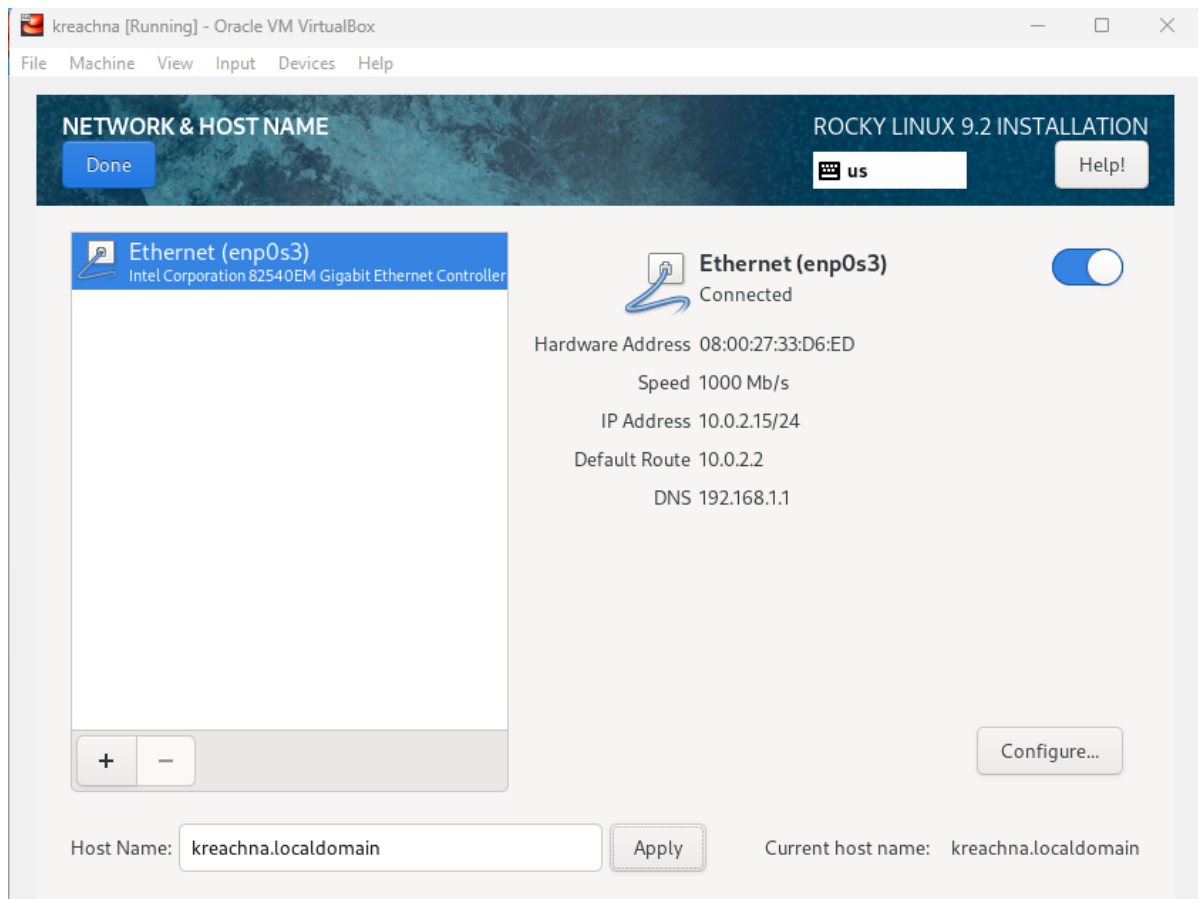 kreachna [Running] - Oracle VM VirtualBox
File Machine View Input Devices Help
NETWORK & HOST NAME
ROCKY LINUX 9.2 INSTALLATION
Done
us
Help!
Ethernet (enp0s3)
Intel Corporation 82540EM Gigabit Ethernet Controller
Ethernet (enp0s3)
Connected
Hardware Address 08:00:27:33:D6:ED
Speed 1000 Mb/s
IP Address 10.0.2.15/24
Default Route 10.0.2.2
DNS 192.168.1.1
+ −
Configure...
Host Name: kreachna.localdomain Apply Current host name: kreachna.localdomain